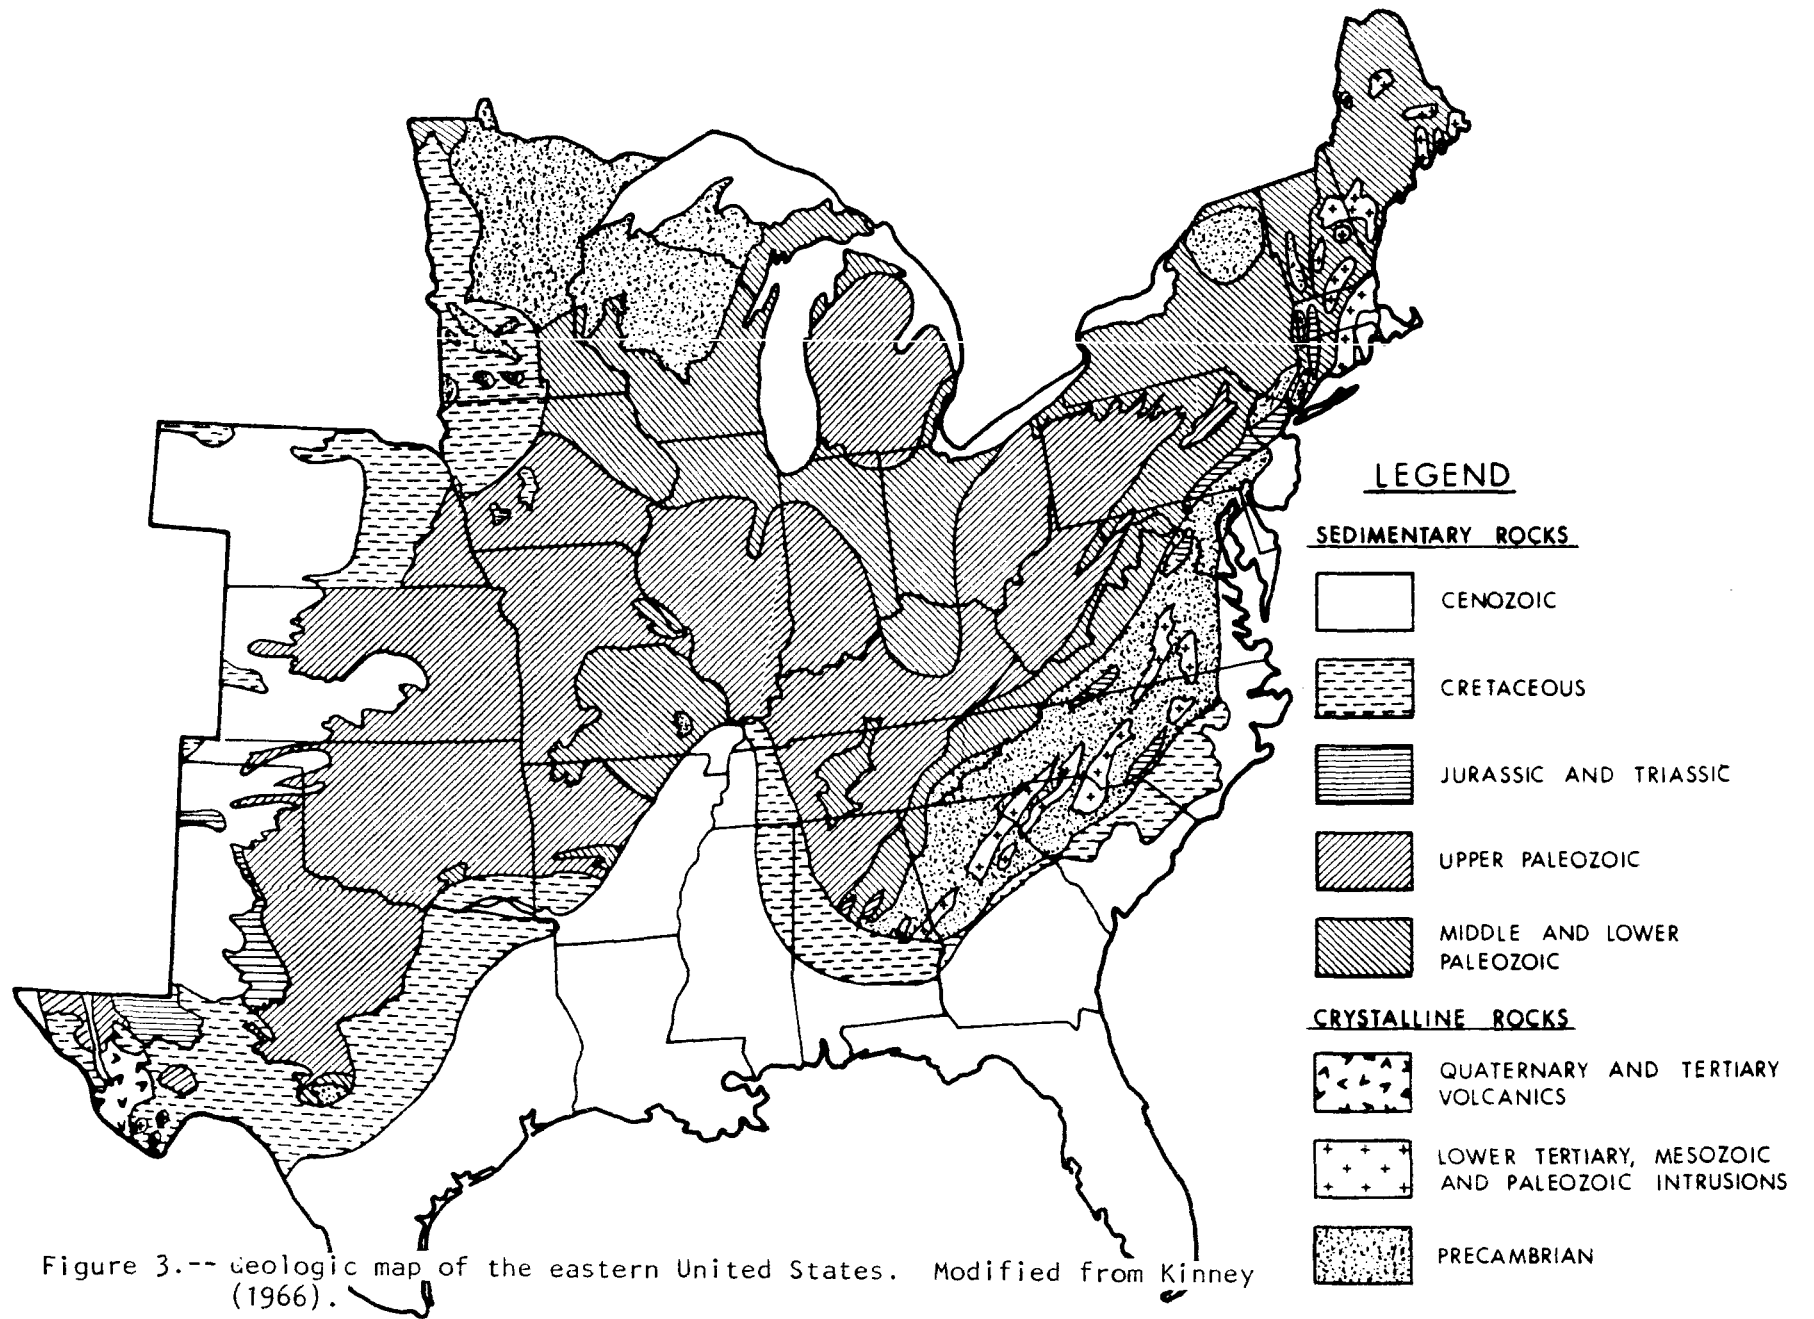 LEGEND
SEDIMENTARY ROCKS
CENOZOIC
CRETACEOUS
JURASSIC AND TRIASSIC
UPPER PALEOZOIC
MIDDLE AND LOWER
PALEOZOIC
CRYSTALLINE ROCKS
QUATERNARY AND TERTIARY
VOLCANICS
LOWER TERTIARY, MESOZOIC
AND PALEOZOIC INTRUSIONS
PRECAMBRIAN
Figure 3.-- Geologic map of the eastern United States. Modified from Kinney
(1966).